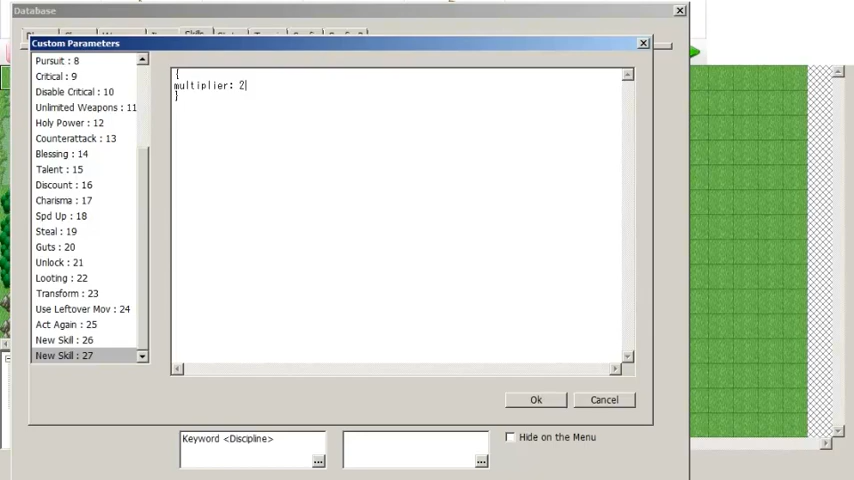 Database
Skills
Custom Parameters
Pursuit : 8
Critical : 9
Disable Critical : 10
Unlimited Weapons : 11
Holy Power : 12
Counterattack : 13
Blessing : 14
Talent : 15
Discount : 16
Charisma : 17
Spd Up : 18
Steal : 19
Guts : 20
Unlock : 21
Looting : 22
Transform : 23
Use Leftover Mov : 24
Act Again : 25
New Skill : 26
New Skill : 27
{
multiplier: 2
}
Ok
Cancel
Keyword <Discipline>
...
...
Hide on the Menu